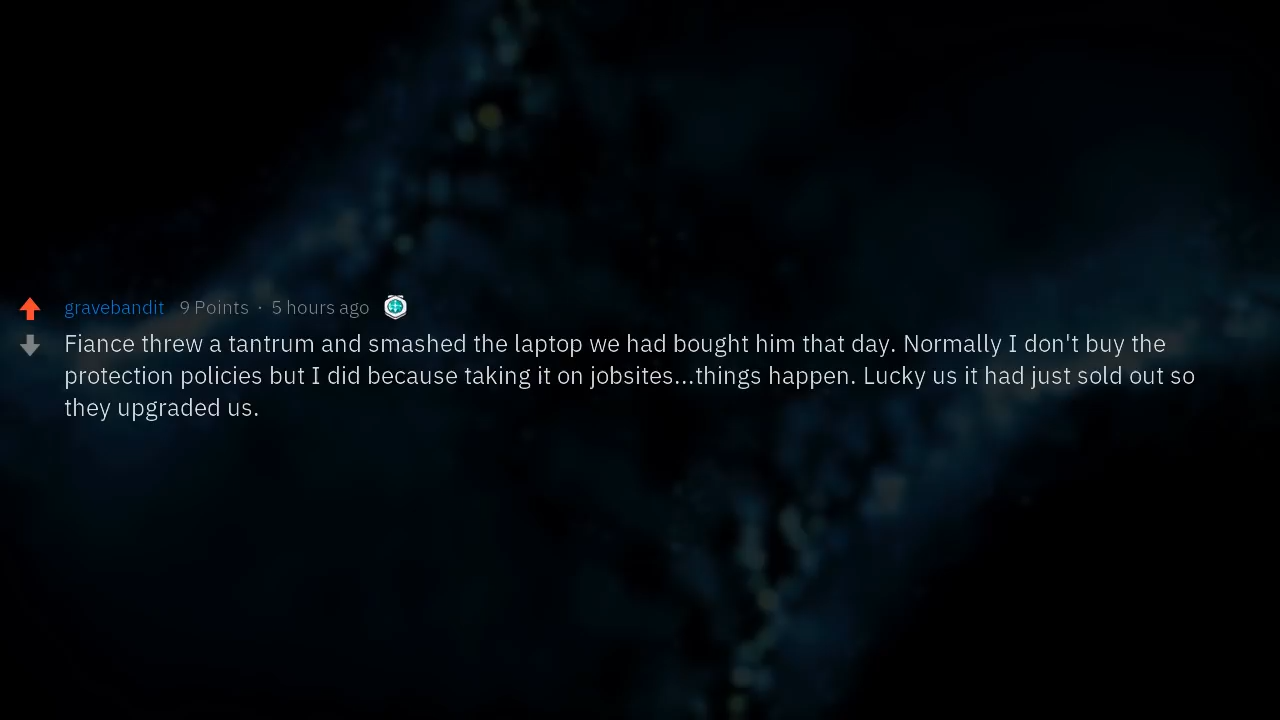 gravebandit 9 Points · 5 hours ago
Fiance threw a tantrum and smashed the laptop we had bought him that day. Normally I don't buy the
protection policies but I did because taking it on jobsites...things happen. Lucky us it had just sold out so
they upgraded us.